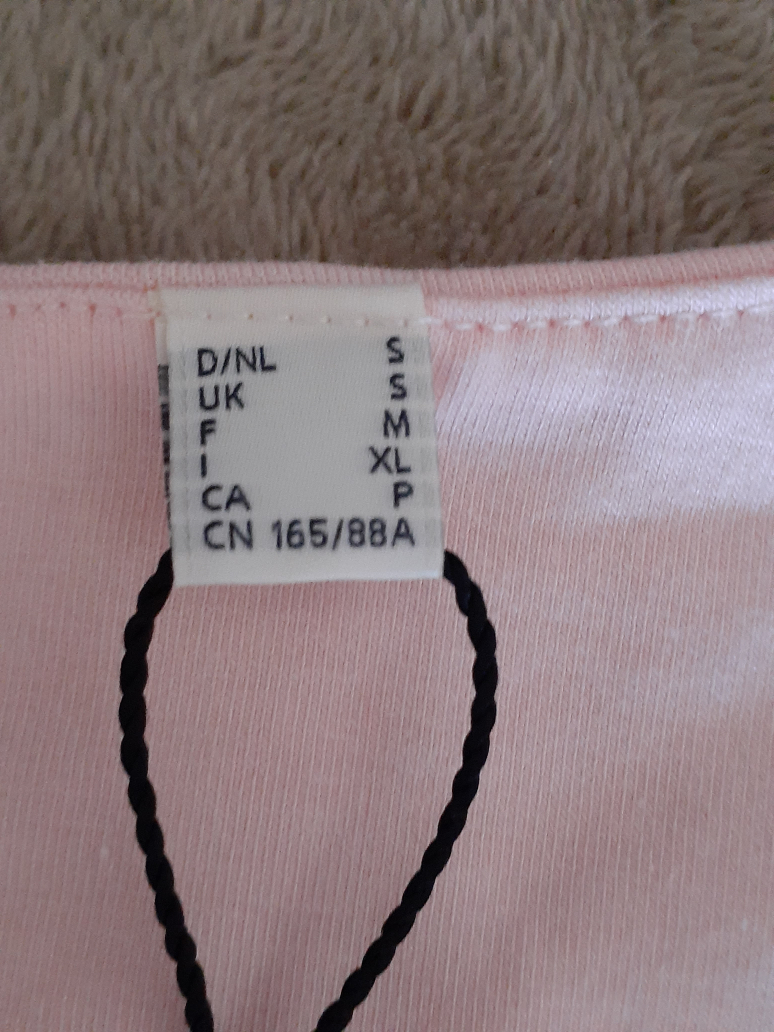 D/NL S
UK S
F M
I XL
CA P
CN 165/88A